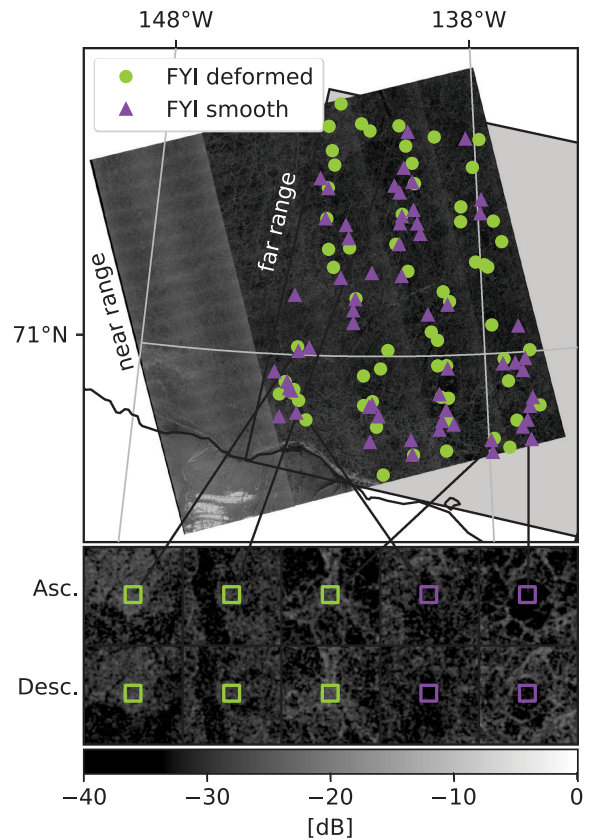 148°W 138°W
FYI deformed
FYI smooth
far range
near range
71°N
Asc.
Desc.
−40 −30 −20 −10 0
[dB]